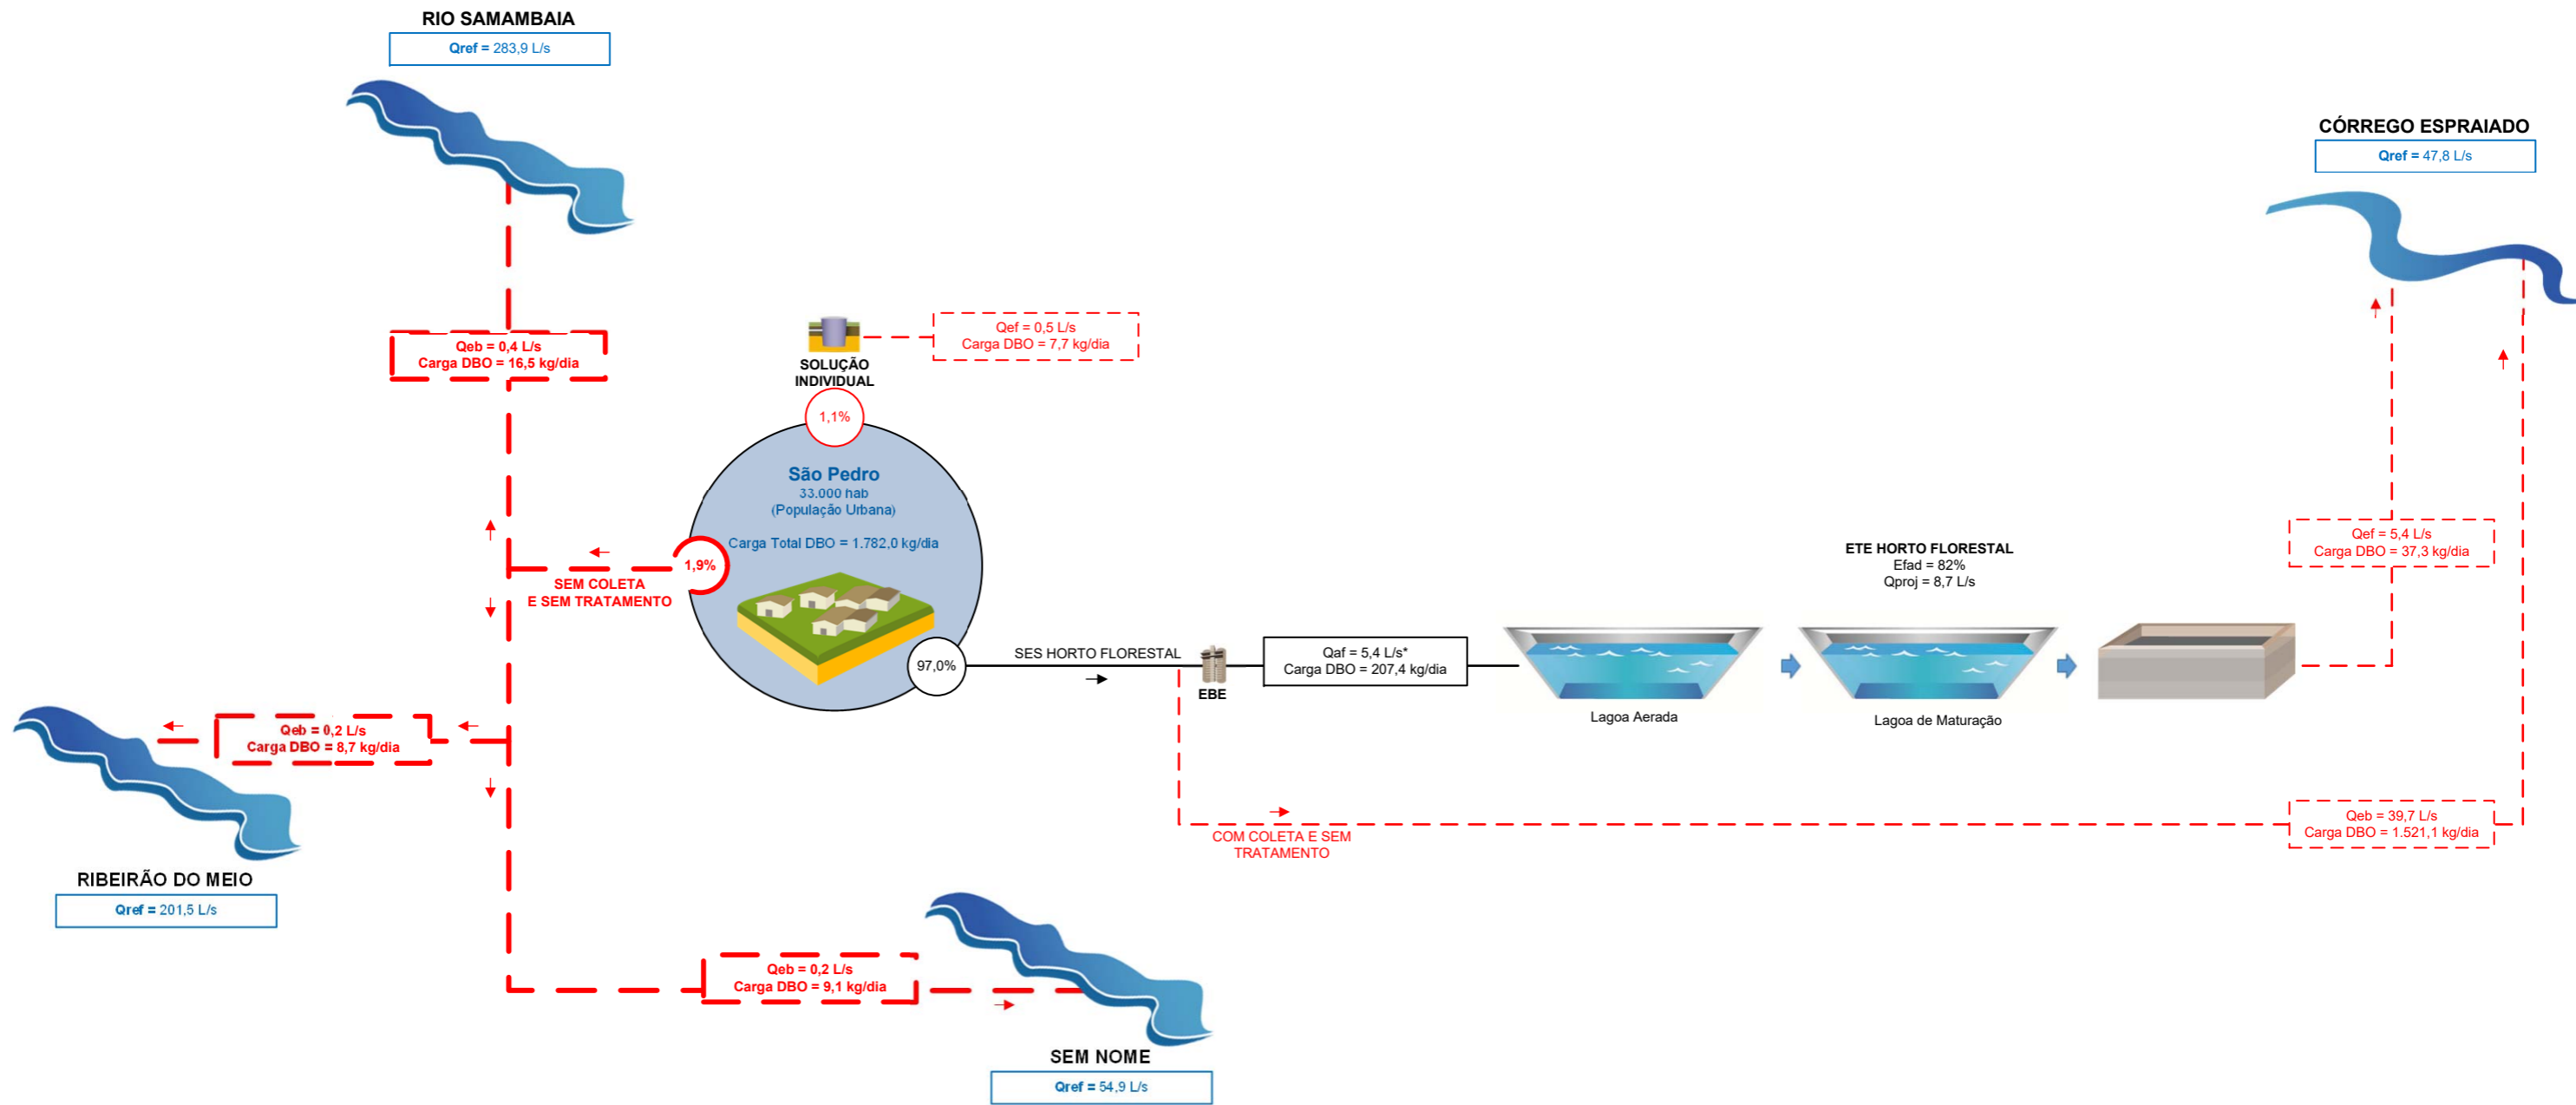 RIO SAMAMBAIA
Qref = 283,9 L/s
CÓRREGO ESPRAIADO
Qref = 47,8 L/s
Qeb = 0,4 L/s
Carga DBO = 16,5 kg/dia
Qef = 0,5 L/s
Carga DBO = 7,7 kg/dia
SOLUÇÃO
INDIVIDUAL
1,1%
São Pedro
33.000 hab
(População Urbana)
Carga Total DBO = 1.782,0 kg/dia
1,9%
SEM COLETA
E SEM TRATAMENTO
97,0%
SES HORTO FLORESTAL
EBE
Qaf = 5,4 L/s*
Carga DBO = 207,4 kg/dia
ETE HORTO FLORESTAL
Efad = 82%
Qproj = 8,7 L/s
Lagoa Aerada
Lagoa de Maturação
Qef = 5,4 L/s
Carga DBO = 37,3 kg/dia
Qeb = 0,2 L/s
Carga DBO = 8,7 kg/dia
COM COLETA E SEM
TRATAMENTO
Qeb = 39,7 L/s
Carga DBO = 1.521,1 kg/dia
RIBEIRÃO DO MEIO
Qref = 201,5 L/s
Qeb = 0,2 L/s
Carga DBO = 9,1 kg/dia
SEM NOME
Qref = 54,9 L/s